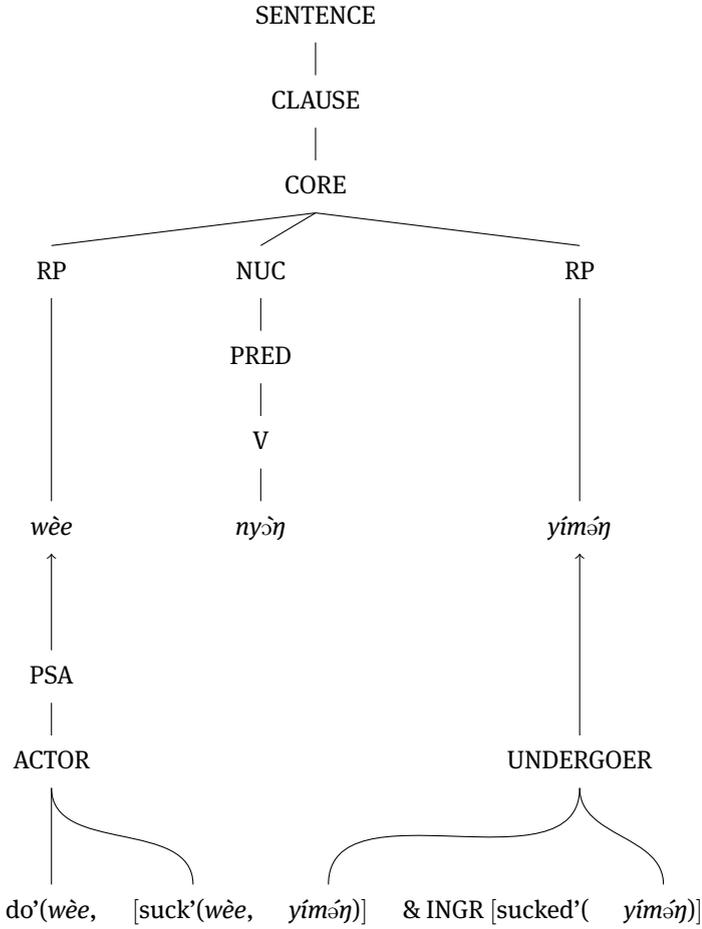 SENTENCE
CLAUSE
CORE
RP NUC RP
PRED
V
wèe nyɔ̀ŋ yímə́ŋ
PSA
ACTOR UNDERGOER
do’(wèe, [suck’(wèe, yímə́ŋ)] & INGR [sucked’( yímə́ŋ)]